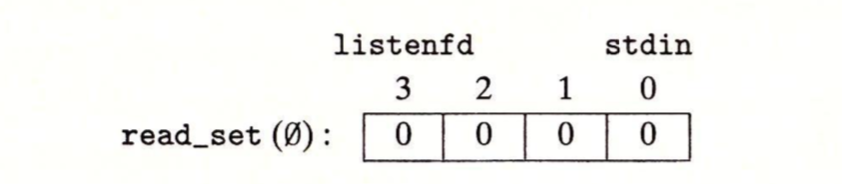 listenfd stdin
3 2 1 0
read_set (Ø) : 0 0 0 0